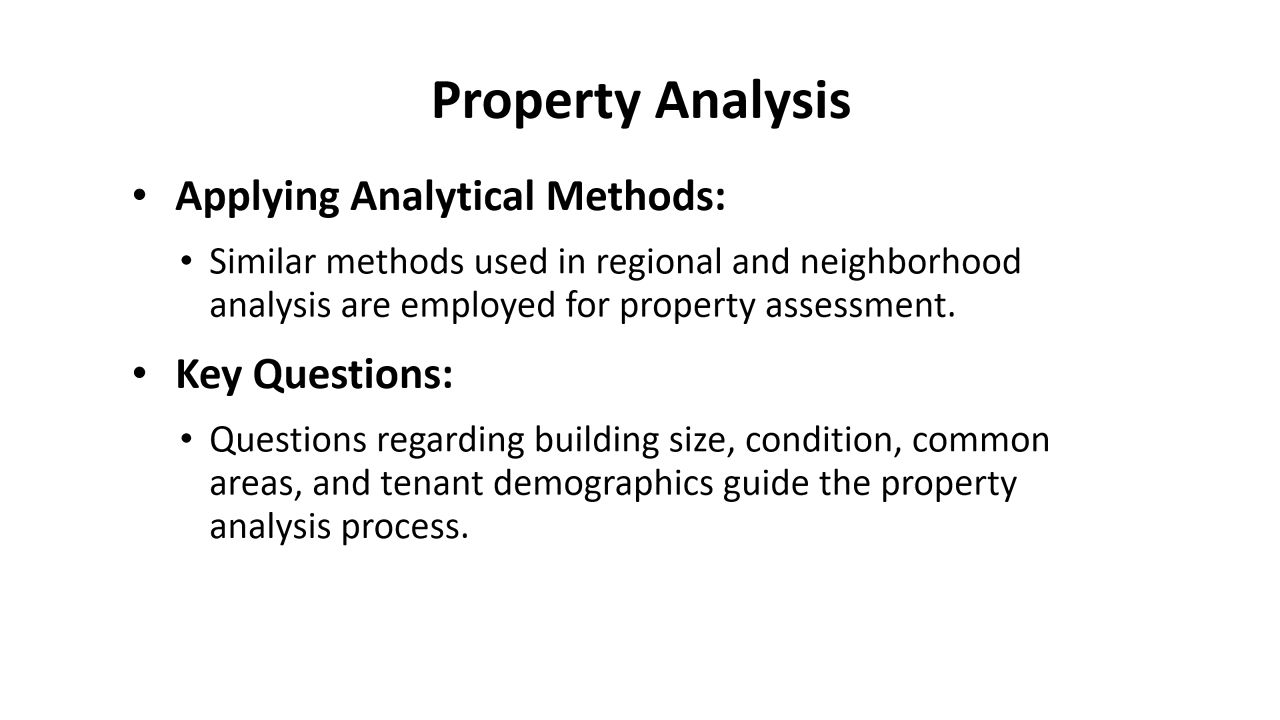 Property Analysis
• Applying Analytical Methods:
• Similar methods used in regional and neighborhood
analysis are employed for property assessment.
• Key Questions:
• Questions regarding building size, condition, common
areas, and tenant demographics guide the property
analysis process.